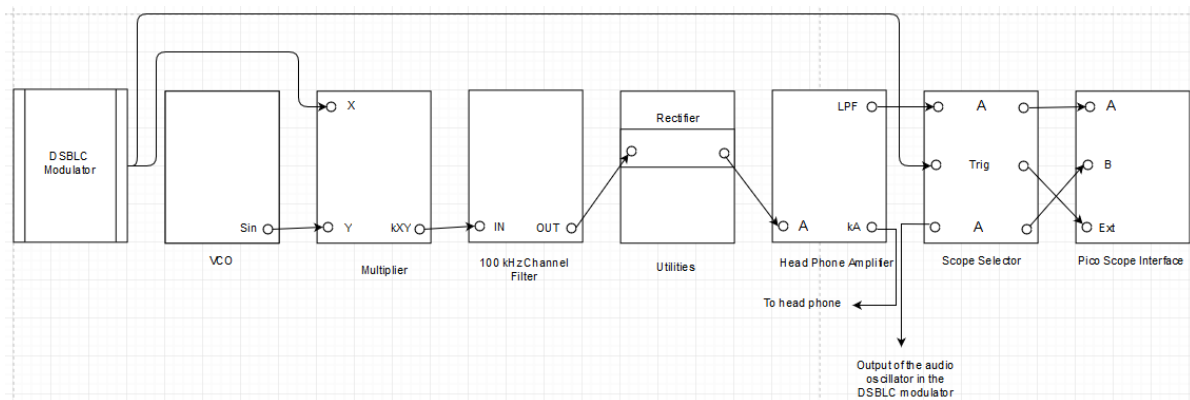 DSBLC
Modulator
Sin
VCO
X
Y
kXY
Multiplier
IN
OUT
100 kHz Channel
Filter
Rectifier
Utilities
LPF
A
kA
Head Phone Amplifier
To head phone
A
Trig
A
Scope Selector
Output of the audio
oscillator in the
DSBLC modulator
A
B
Ext
Pico Scope Interface